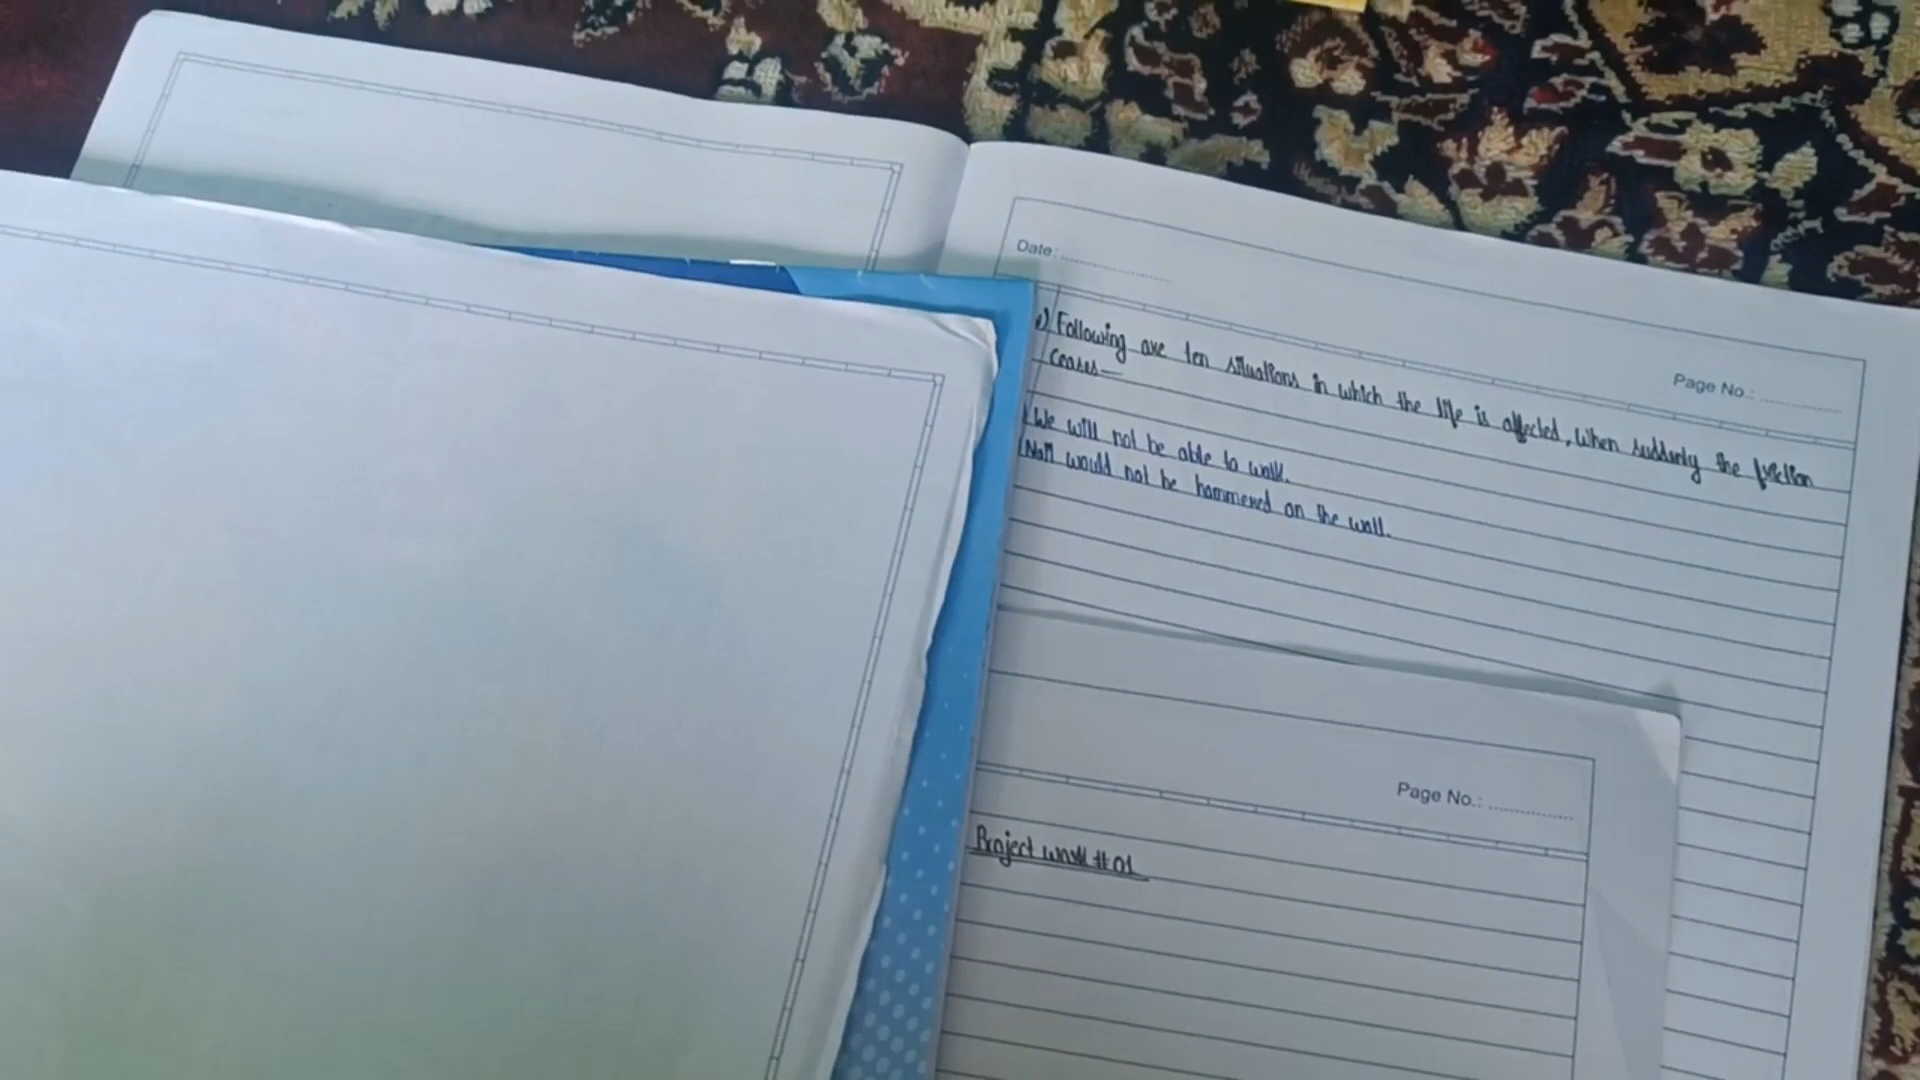 Date:
Page No.:
v) Following are ten situations in which the life is affected, when suddenly the friction
ceases—
We will not be able to walk.
Nail would not be hammered on the wall.
Page No.:
Project work # 01